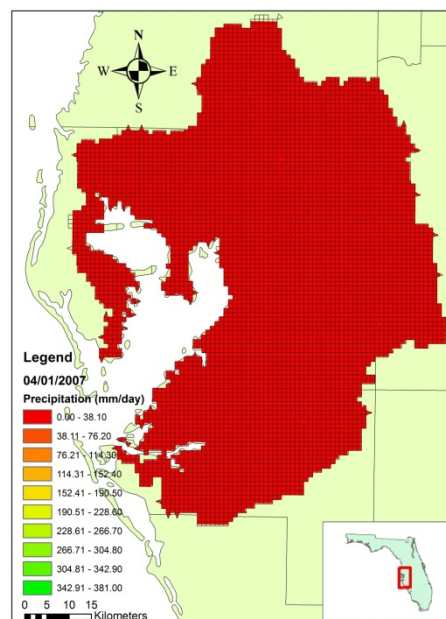 N
W E
S
Legend
04/01/2007
Precipitation (mm/day)
0.00 - 38.10
38.11 - 76.20
76.21 - 114.30
114.31 - 152.40
152.41 - 190.50
190.51 - 228.60
228.61 - 266.70
266.71 - 304.80
304.81 - 342.90
342.91 - 381.00
0 5 10 15
Kilometers